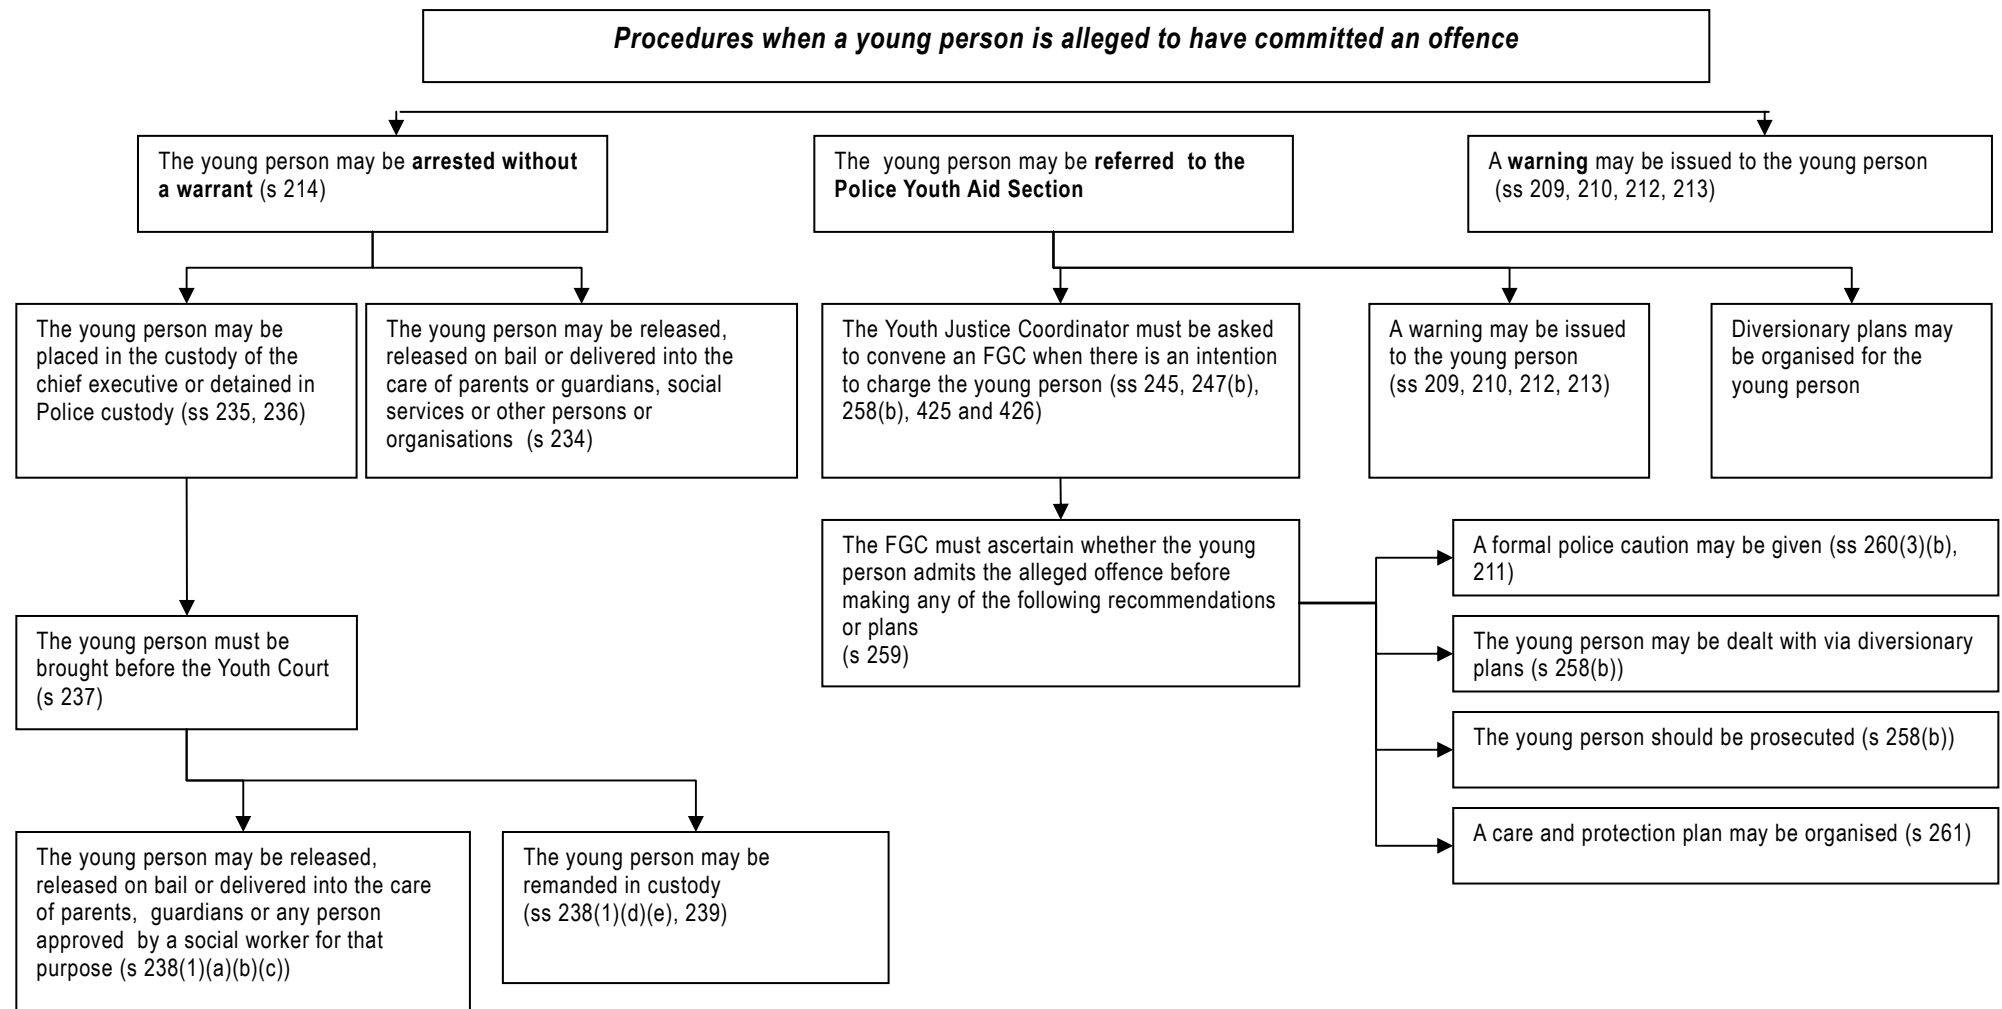 Procedures when a young person is alleged to have committed an offence
The young person may be arrested without
a warrant (s 214)
The young person may be referred to the
Police Youth Aid Section
A warning may be issued to the young person
(ss 209, 210, 212, 213)
The young person may be
placed in the custody of the
chief executive or detained in
Police custody (ss 235, 236)
The young person may be released,
released on bail or delivered into the
care of parents or guardians, social
services or other persons or
organisations (s 234)
The Youth Justice Coordinator must be asked
to convene an FGC when there is an intention
to charge the young person (ss 245, 247(b),
258(b), 425 and 426)
A warning may be issued
to the young person
(ss 209, 210, 212, 213)
Diversionary plans may
be organised for the
young person
The FGC must ascertain whether the young
person admits the alleged offence before
making any of the following recommendations
or plans
(s 259)
A formal police caution may be given (ss 260(3)(b),
211)
The young person may be dealt with via diversionary
plans (s 258(b))
The young person should be prosecuted (s 258(b))
A care and protection plan may be organised (s 261)
The young person must be
brought before the Youth Court
(s 237)
The young person may be released,
released on bail or delivered into the care
of parents, guardians or any person
approved by a social worker for that
purpose (s 238(1)(a)(b)(c))
The young person may be
remanded in custody
(ss 238(1)(d)(e), 239)